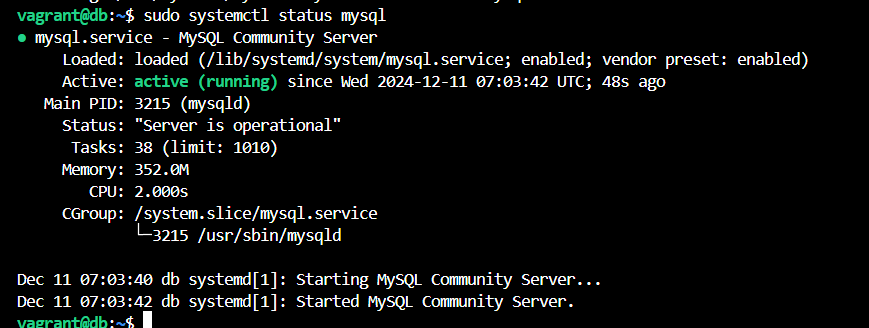 vagrant@db:~$ sudo systemctl status mysql
● mysql.service - MySQL Community Server
     Loaded: loaded (/lib/systemd/system/mysql.service; enabled; vendor preset: enabled)
     Active: active (running) since Wed 2024-12-11 07:03:42 UTC; 48s ago
   Main PID: 3215 (mysqld)
     Status: "Server is operational"
      Tasks: 38 (limit: 1010)
     Memory: 352.0M
        CPU: 2.000s
     CGroup: /system.slice/mysql.service
             └─3215 /usr/sbin/mysqld

Dec 11 07:03:40 db systemd[1]: Starting MySQL Community Server...
Dec 11 07:03:42 db systemd[1]: Started MySQL Community Server.
vagrant@db:~$